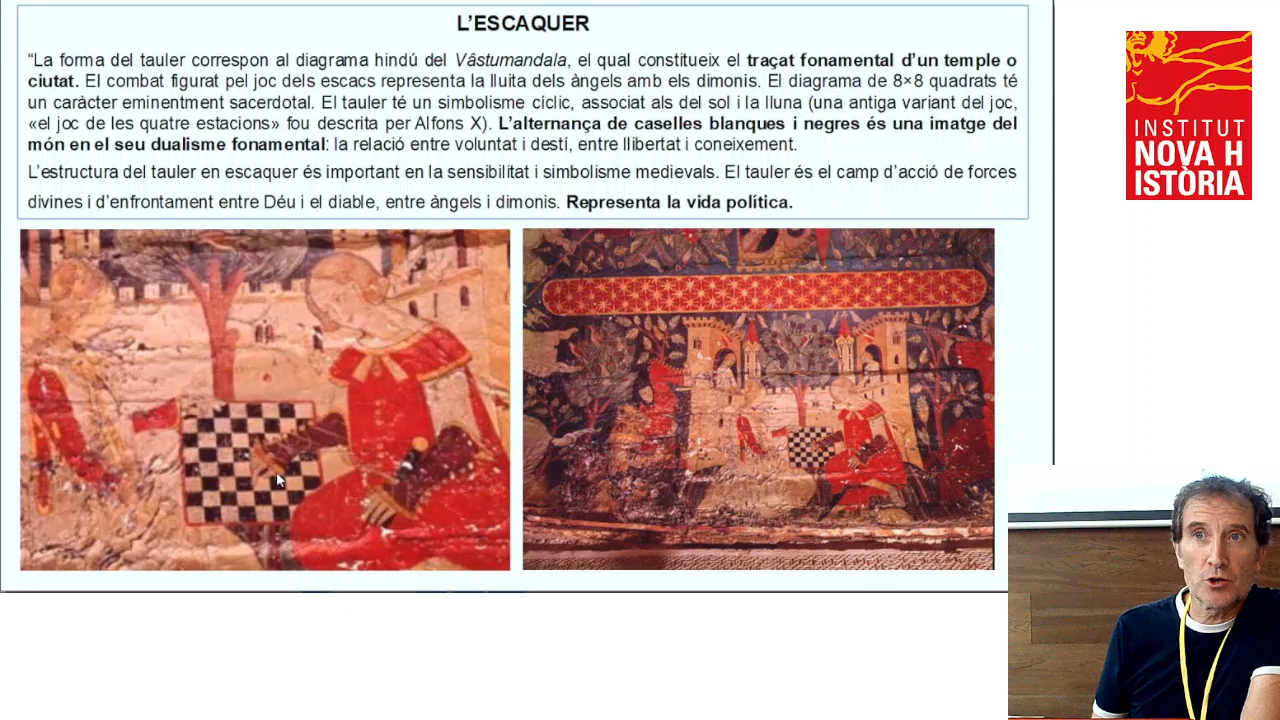 L'ESCAQUER
“La forma del tauler correspon al diagrama hindú del Vâstumandala, el qual constitueix el traçat fonamental d'un temple o
ciutat. El combat figurat pel joc dels escacs representa la lluita dels àngels amb els dimonis. El diagrama de 8×8 quadrats té
un caràcter eminentment sacerdotal. El tauler té un simbolisme cíclic, associat als del sol i la lluna (una antiga variant del joc,
«el joc de les quatre estacions» fou descrita per Alfons X). L'alternança de caselles blanques i negres és una imatge del
món en el seu dualisme fonamental: la relació entre voluntat i destí, entre llibertat i coneixement.
L'estructura del tauler en escaquer és important en la sensibilitat i simbolisme medievals. El tauler és el camp d'acció de forces
divines i d'enfrontament entre Déu i el diable, entre àngels i dimonis. Representa la vida política.
INSTITUT
NOVA H
ISTÒRIA